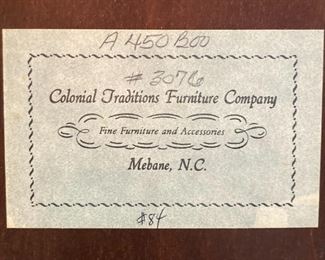 A 450 B00
# 3076
Colonial Traditions Furniture Company
Fine Furniture and Accessories
Mebane, N.C.
$84